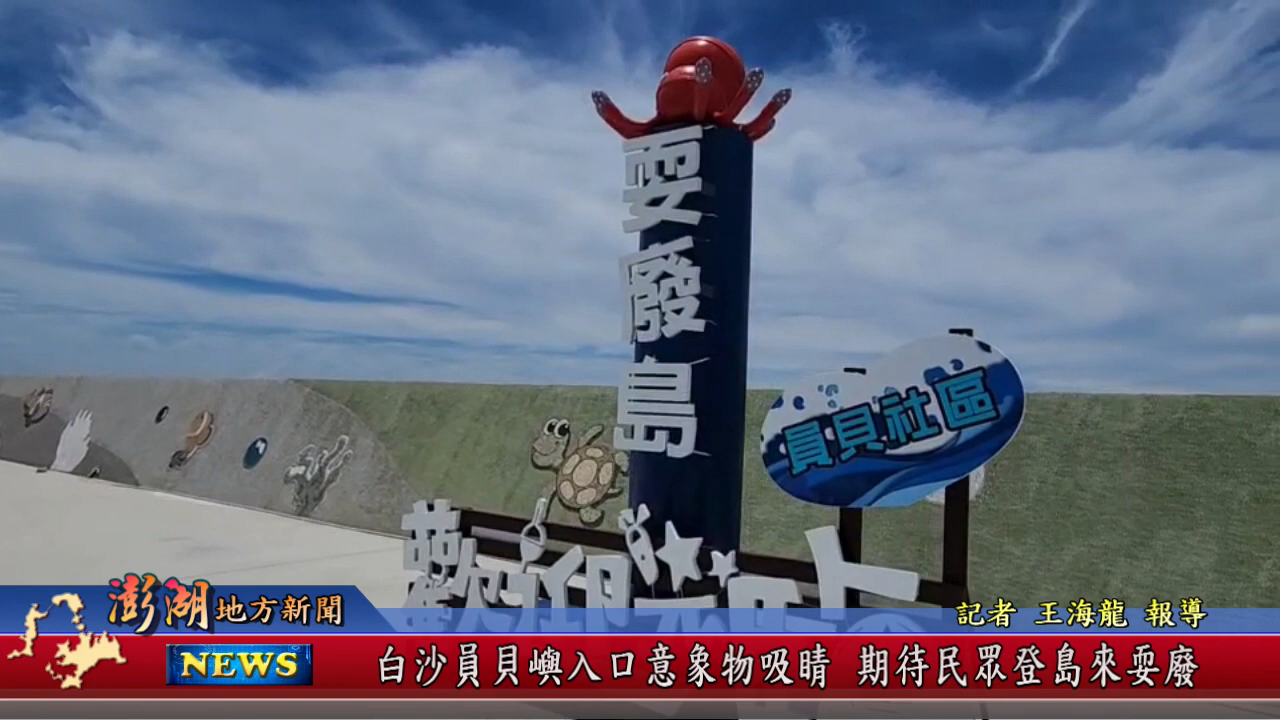 耍廢島
員貝社區
歡迎
澎湖地方新聞
記者 王海龍 報導
NEWS
白沙員貝嶼入口意象物吸睛 期待民眾登島來耍廢